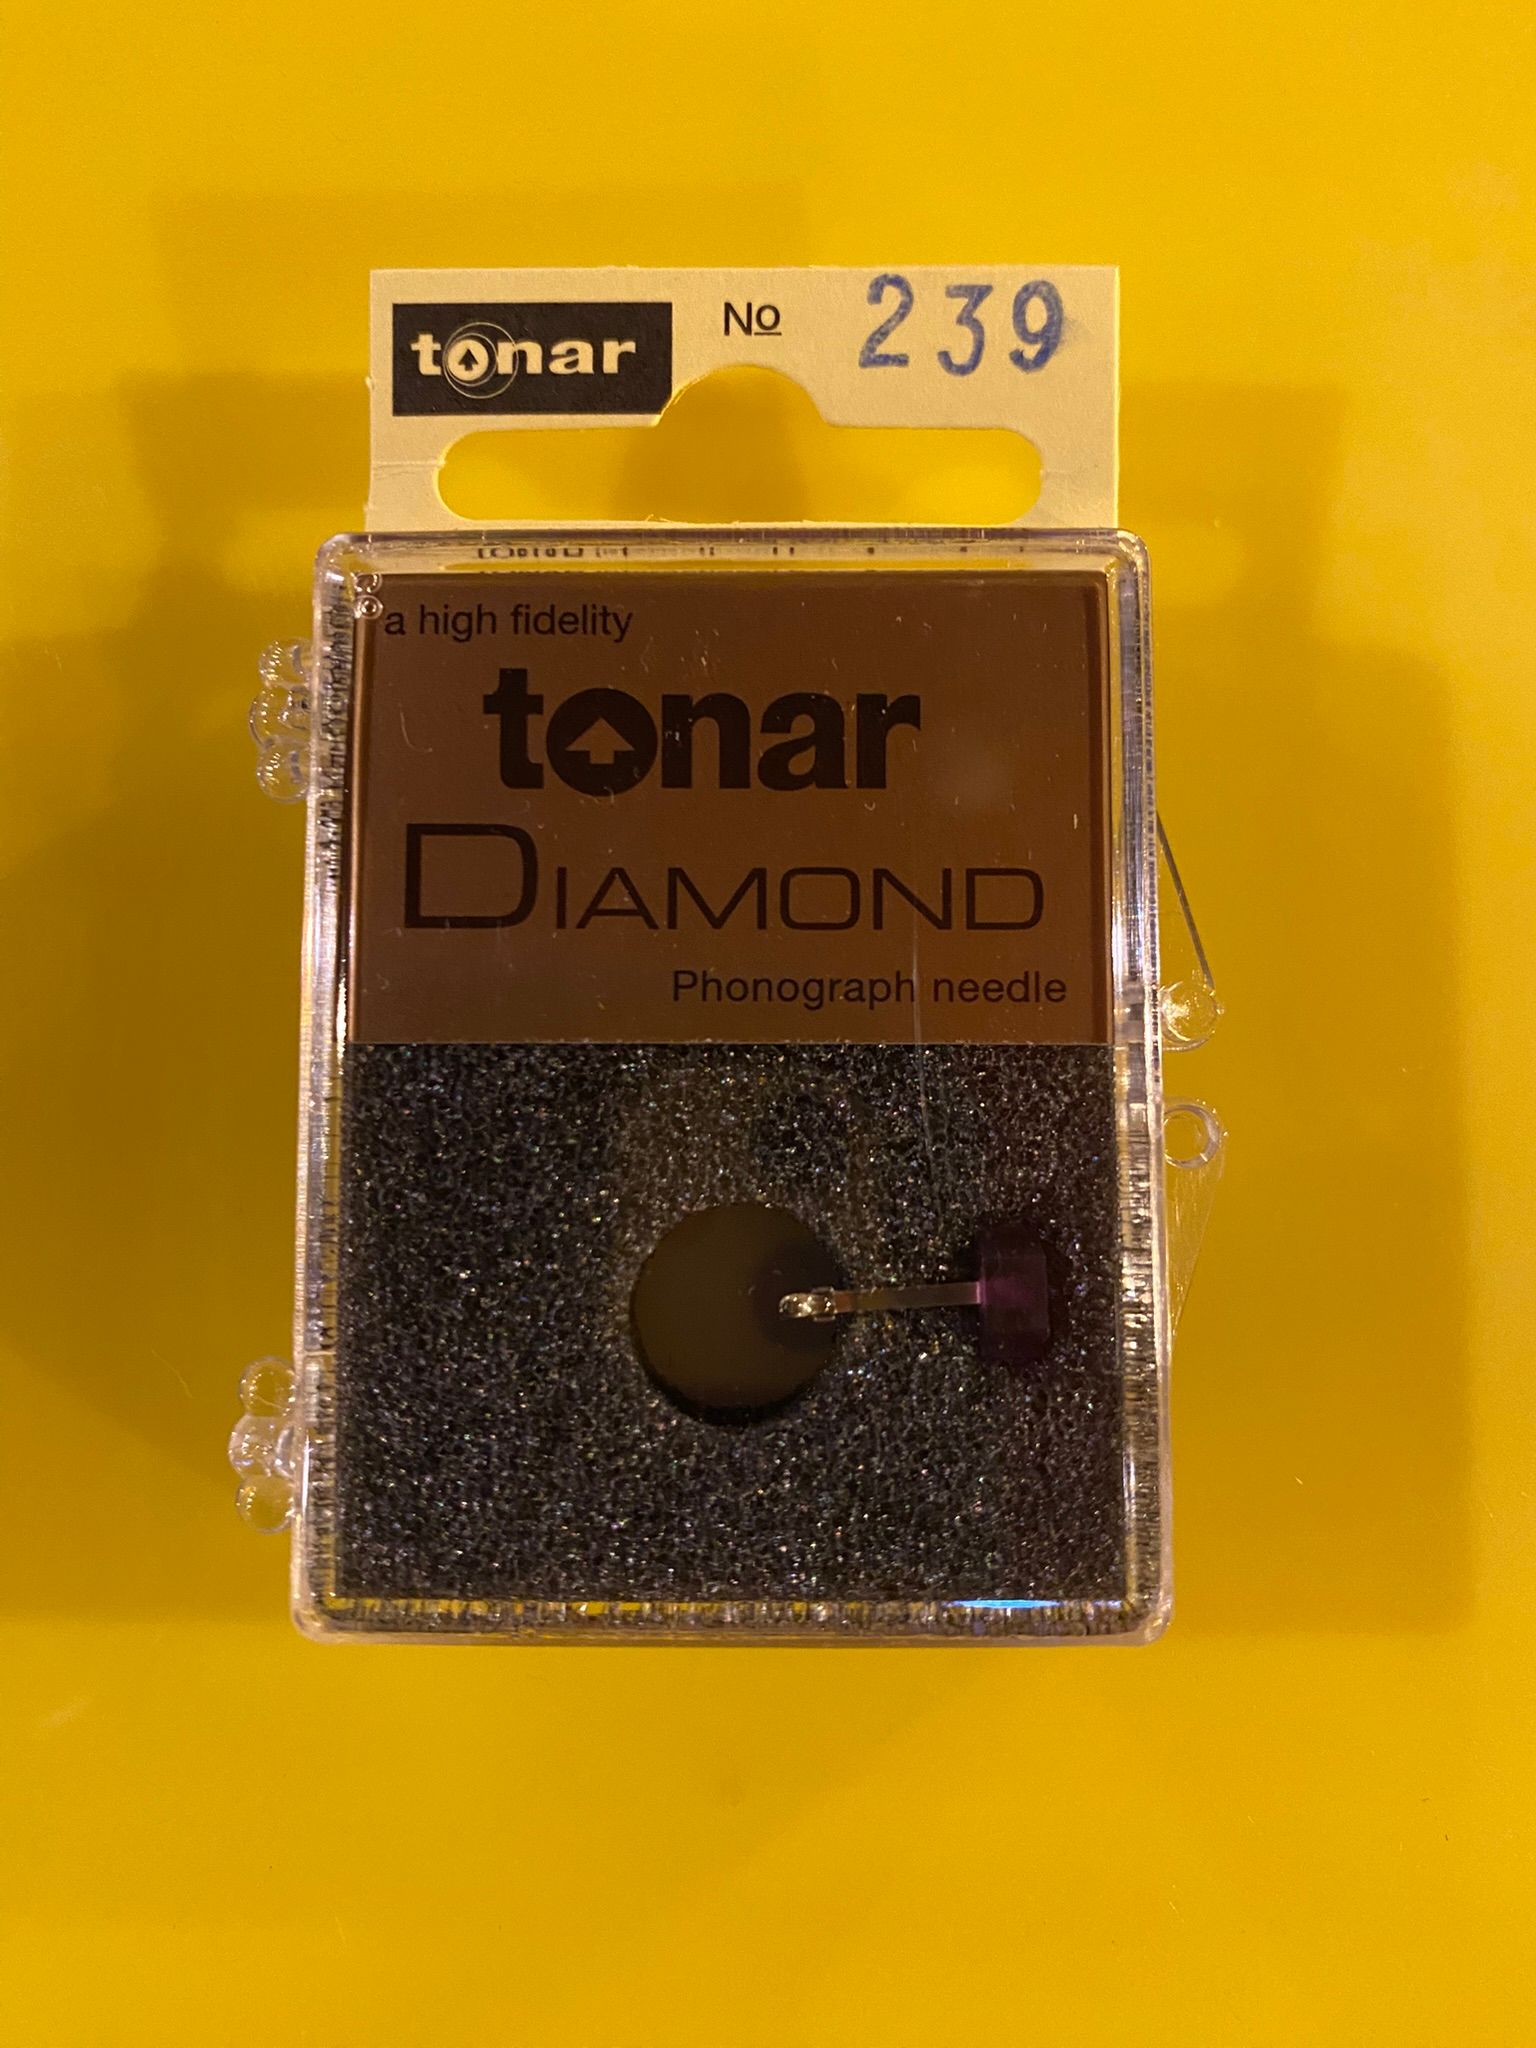 tonar
No 239
a high fidelity
tonar
DIAMOND
Phonograph needle